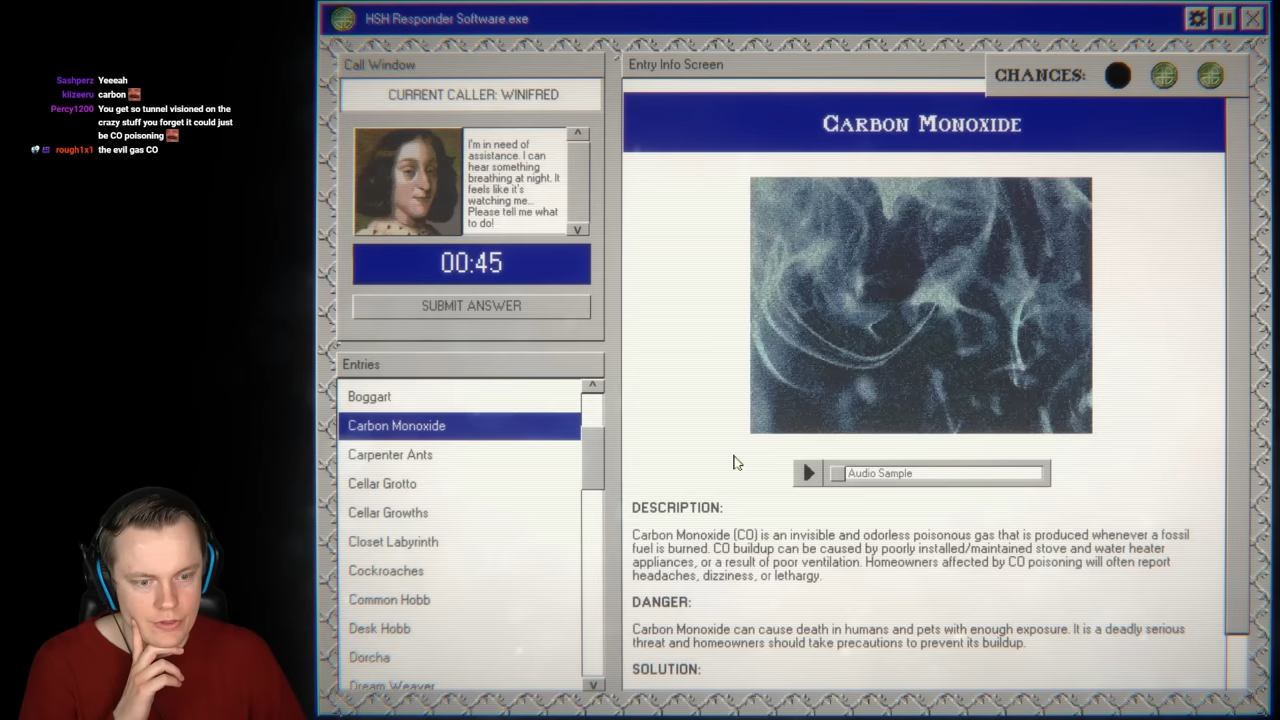 HSH Responder Software.exe
Call Window
CURRENT CALLER: WINIFRED
I'm in need of
assistance. I can
hear something
breathing at night. It
feels like it's
watching me...
Please tell me what
to do!
00:45
SUBMIT ANSWER
Entries
Boggart
Carbon Monoxide
Carpenter Ants
Cellar Grotto
Cellar Growths
Closet Labyrinth
Cockroaches
Common Hobb
Desk Hobb
Dorcha
Dream Weaver
Entry Info Screen
CHANCES:
CARBON MONOXIDE
Audio Sample
DESCRIPTION:
Carbon Monoxide (CO) is an invisible and odorless poisonous gas that is produced whenever a fossil
fuel is burned. CO buildup can be caused by poorly installed/maintained stove and water heater
appliances, or a result of poor ventilation. Homeowners affected by CO poisoning will often report
headaches, dizziness, or lethargy.
DANGER:
Carbon Monoxide can cause death in humans and pets with enough exposure. It is a deadly serious
threat and homeowners should take precautions to prevent its buildup.
SOLUTION:
Sashperz Yeeeah
kiizeeru carbon
Percy1200 You get so tunnel visioned on the
crazy stuff you forget it could just
be CO poisoning
rough1x1 the evil gas CO